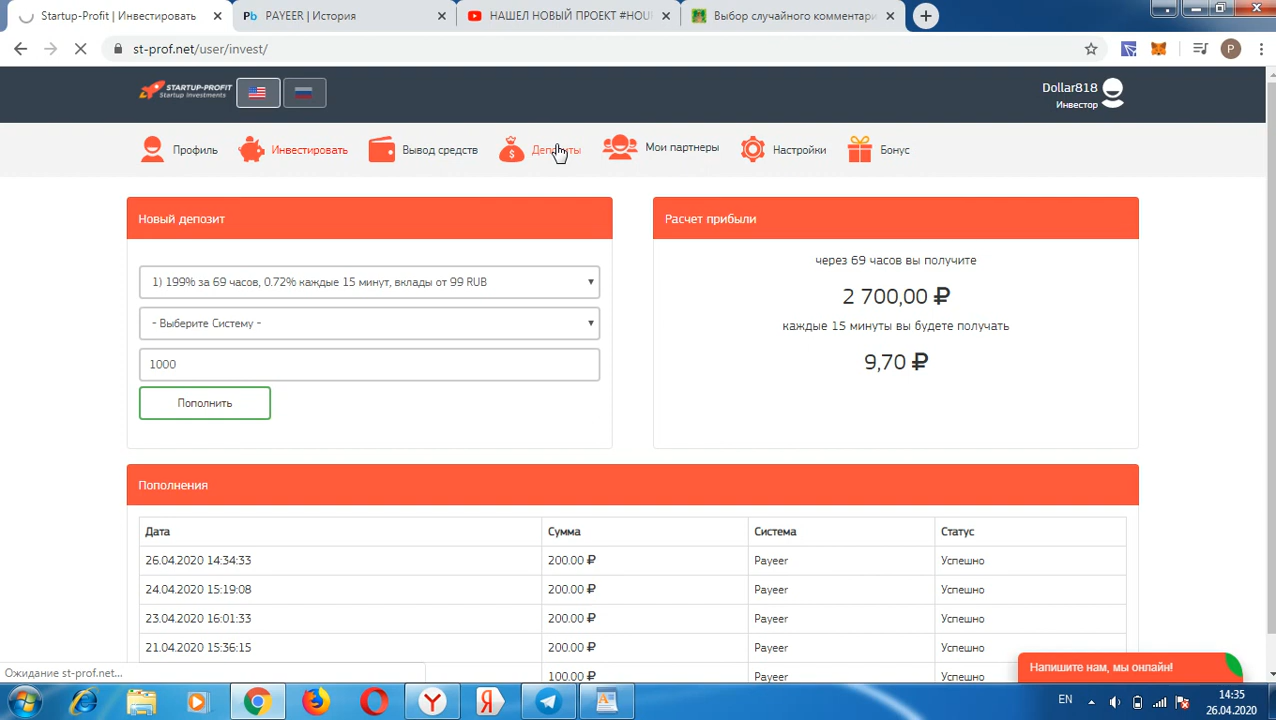 Startup-Profit | Инвестировать
PAYEER | История
НАШЕЛ НОВЫЙ ПРОЕКТ #HOU
Выбор случайного комментари
st-prof.net/user/invest/
STARTUP-PROFIT
Startup Investments
Dollar818
Инвестор
Профиль
Инвестировать
Вывод средств
Депозиты
Мои партнеры
Настройки
Бонус
Новый депозит
1) 199% за 69 часов, 0.72% каждые 15 минут, вклады от 99 RUB
- Выберите Систему -
1000
Пополнить
Расчет прибыли
через 69 часов вы получите
2 700,00 ₽
каждые 15 минуты вы будете получать
9,70 ₽
Пополнения
Дата Сумма Система Статус
26.04.2020 14:34:33 200.00 ₽ Payeer Успешно
24.04.2020 15:19:08 200.00 ₽ Payeer Успешно
23.04.2020 16:01:33 200.00 ₽ Payeer Успешно
21.04.2020 15:36:15 200.00 ₽ Payeer Успешно
100.00 ₽ Payeer Успешно
Напишите нам, мы онлайн!
Ожидание st-prof.net...
EN
14:35
26.04.2020